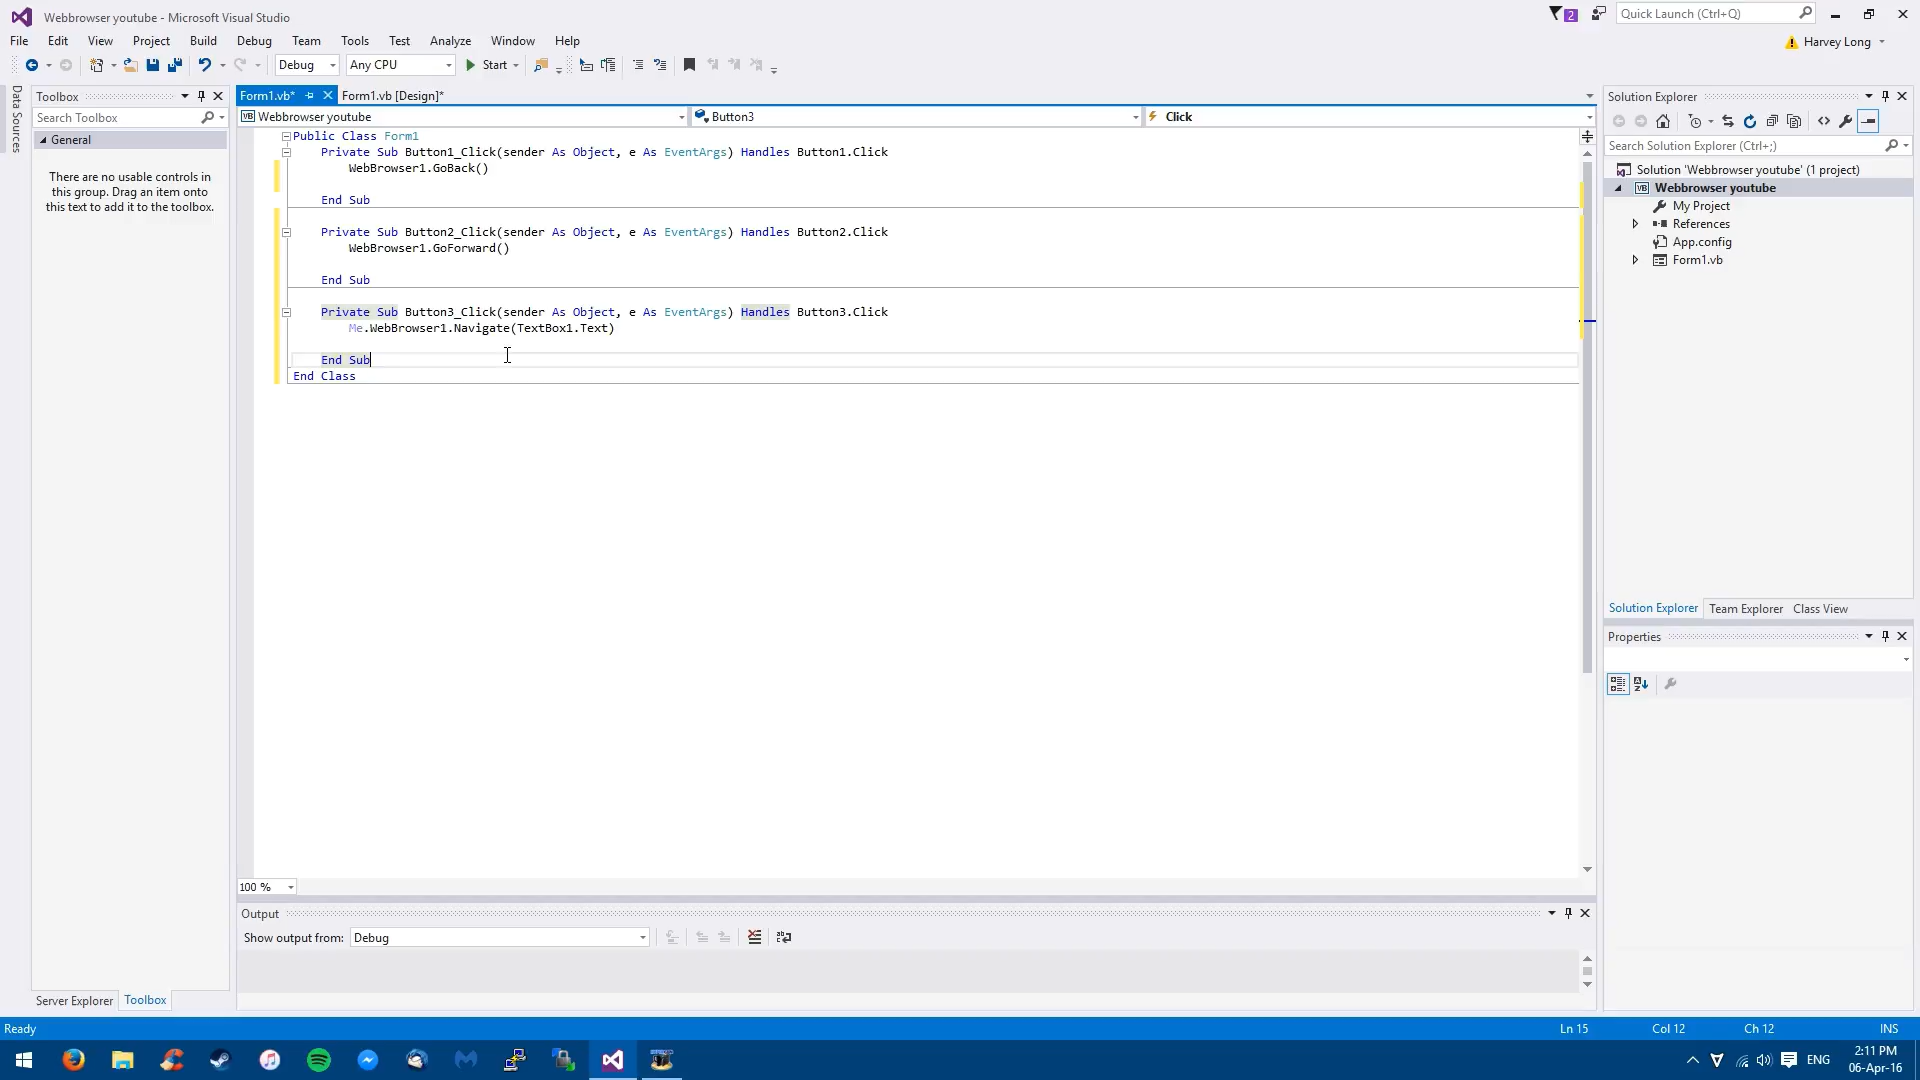 Webbrowser youtube - Microsoft Visual Studio
2
Quick Launch (Ctrl+Q)
File Edit View Project Build Debug Team Tools Test Analyze Window Help
Harvey Long
Debug Any CPU Start
Data Sources
Toolbox
Search Toolbox
General
There are no usable controls in
this group. Drag an item onto
this text to add it to the toolbox.
Server Explorer Toolbox
Form1.vb* Form1.vb [Design]*
VB Webbrowser youtube Button3 Click
Public Class Form1
Private Sub Button1_Click(sender As Object, e As EventArgs) Handles Button1.Click
WebBrowser1.GoBack()
End Sub
Private Sub Button2_Click(sender As Object, e As EventArgs) Handles Button2.Click
WebBrowser1.GoForward()
End Sub
Private Sub Button3_Click(sender As Object, e As EventArgs) Handles Button3.Click
Me.WebBrowser1.Navigate(TextBox1.Text)
End Sub
End Class
100 %
Output
Show output from: Debug
Solution Explorer
Search Solution Explorer (Ctrl+;)
Solution 'Webbrowser youtube' (1 project)
VB Webbrowser youtube
My Project
References
App.config
Form1.vb
Solution Explorer Team Explorer Class View
Properties
Ready Ln 15 Col 12 Ch 12 INS
ENG
2:11 PM
06-Apr-16